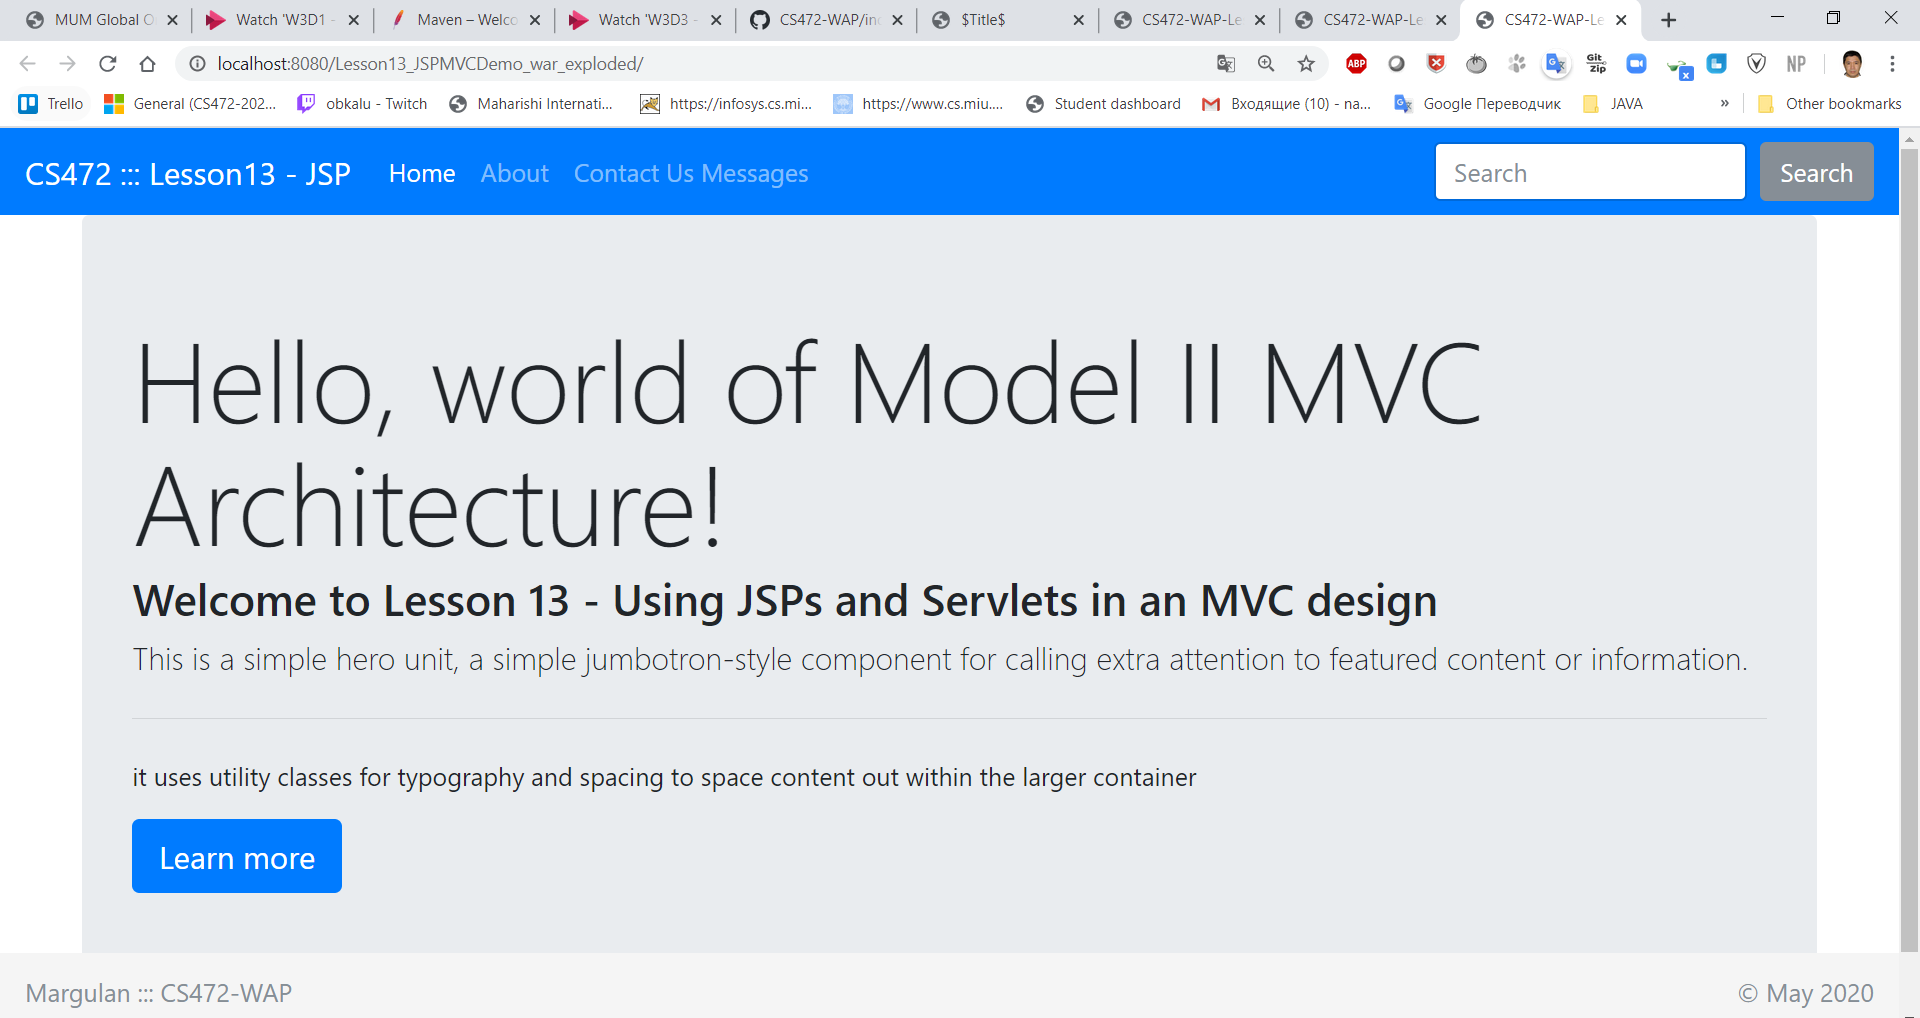 MUM Global O
Watch 'W3D1 -
Maven – Welco
Watch 'W3D3 -
CS472-WAP/inc
$Title$
CS472-WAP-Le
CS472-WAP-Le
CS472-WAP-Le
localhost:8080/Lesson13_JSPMVCDemo_war_exploded/
ABP
Git zip
NP
Trello
General (CS472-202...
obkalu - Twitch
Maharishi Internati...
https://infosys.cs.mi...
https://www.cs.miu....
Student dashboard
Входящие (10) - na...
Google Переводчик
JAVA
»
Other bookmarks
CS472 ::: Lesson13 - JSP
Home
About
Contact Us Messages
Search
Search
Hello, world of Model II MVC
Architecture!
Welcome to Lesson 13 - Using JSPs and Servlets in an MVC design
This is a simple hero unit, a simple jumbotron-style component for calling extra attention to featured content or information.
it uses utility classes for typography and spacing to space content out within the larger container
Learn more
Margulan ::: CS472-WAP
© May 2020